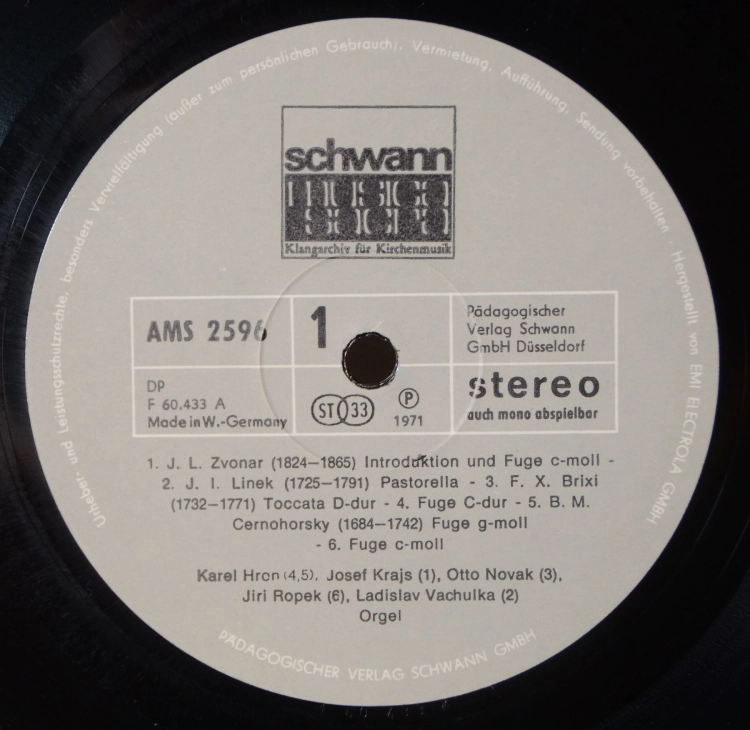 Urheber- und Leistungsschutzrechte, besonders Vervielfältigung (außer zum persönlichen Gebrauch), Vermietung, Aufführung, Sendung vorbehalten · Hergestellt von EMI ELECTROLA GMBH
schwann
Klangarchiv für Kirchenmusik
AMS 2596
1
Pädagogischer
Verlag Schwann
GmbH Düsseldorf
DP
F 60.433 A
Made in W.-Germany
ST 33
P
1971
stereo
auch mono abspielbar
1. J. L. Zvonar (1824–1865) Introduktion und Fuge c-moll -
2. J. I. Linek (1725–1791) Pastorella - 3. F. X. Brixi
(1732–1771) Toccata D-dur - 4. Fuge C-dur - 5. B. M.
Cernohorsky (1684–1742) Fuge g-moll
- 6. Fuge c-moll
Karel Hron (4,5), Josef Krajs (1), Otto Novak (3),
Jiri Ropek (6), Ladislav Vachulka (2)
Orgel
PÄDAGOGISCHER VERLAG SCHWANN GMBH